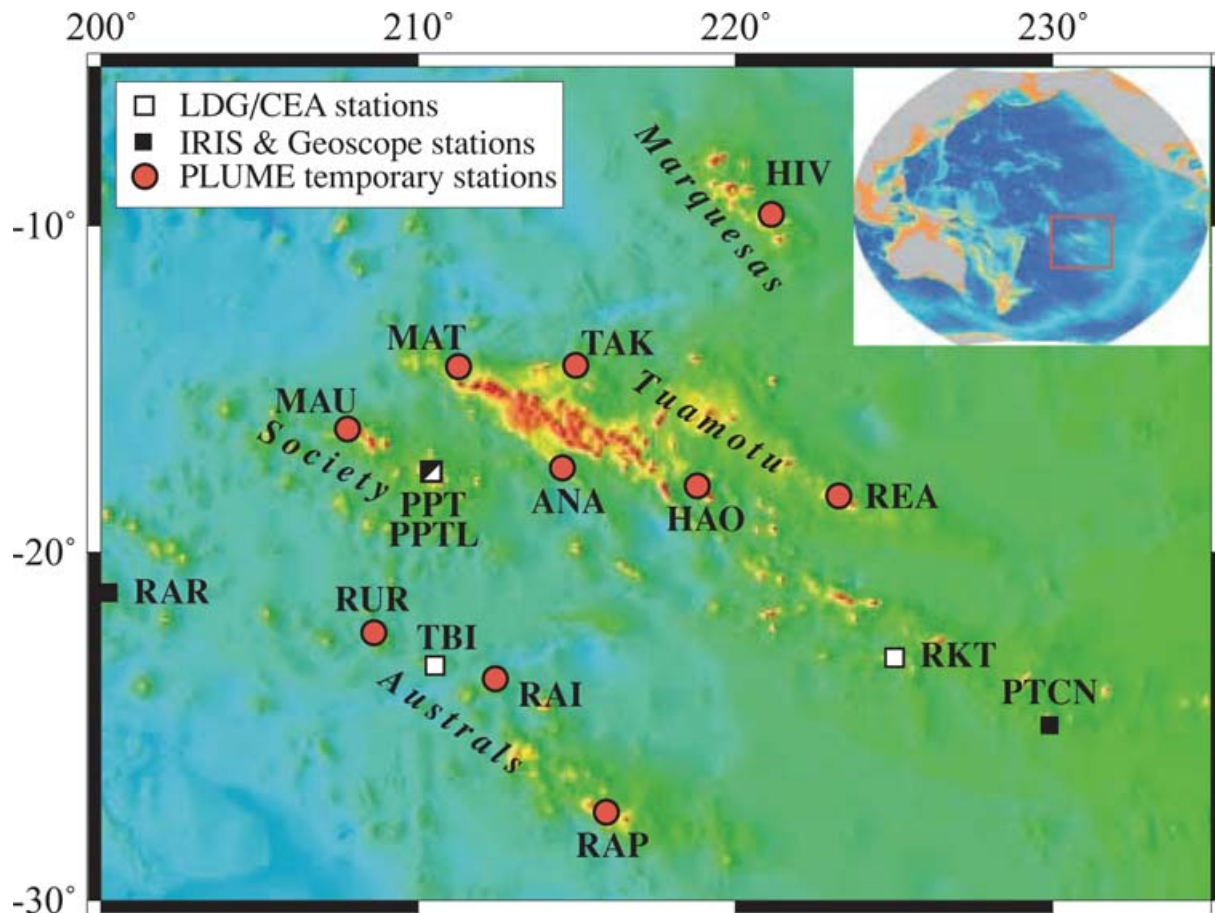 200° 210° 220° 230°
LDG/CEA stations
IRIS & Geoscope stations
PLUME temporary stations
Marquesas
HIV
-10°
MAT
TAK
Tuamotu
MAU
Society
PPT
PPTL
ANA
HAO
REA
-20°
RAR
RUR
TBI
RAI
RKT
PTCN
Australs
RAP
-30°